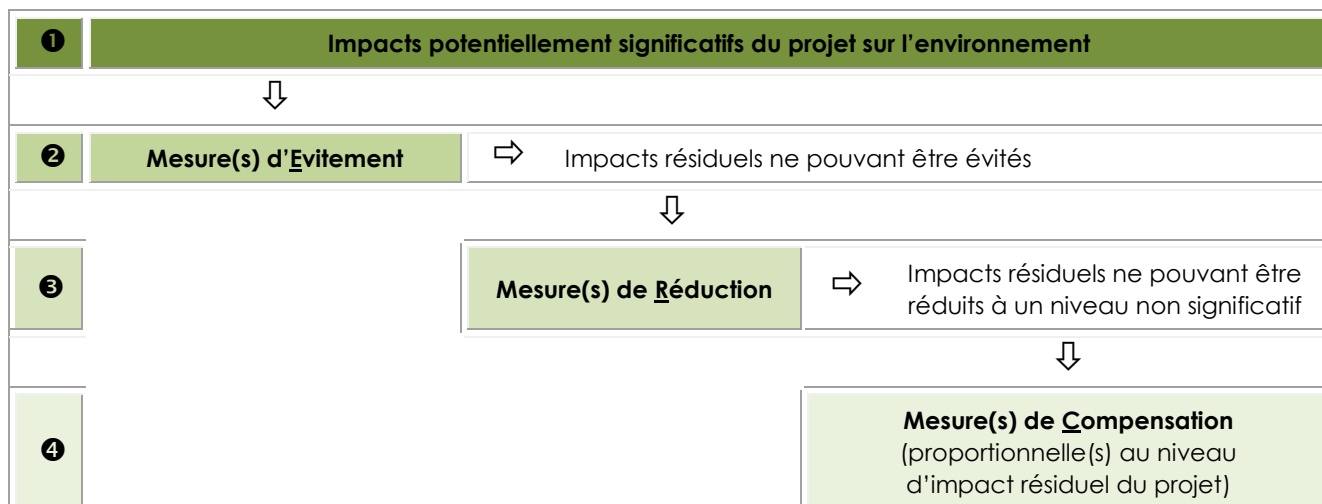 ❶ Impacts potentiellement significatifs du projet sur l'environnement
⇩
❷ Mesure(s) d'Evitement ⇨ Impacts résiduels ne pouvant être évités
⇩
❸ Mesure(s) de Réduction ⇨ Impacts résiduels ne pouvant être
réduits à un niveau non significatif
⇩
❹ Mesure(s) de Compensation
(proportionnelle(s) au niveau
d'impact résiduel du projet)